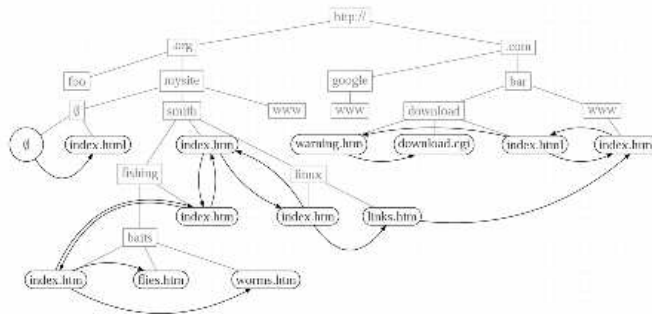 http://
.org
.com
foo
mysite
google
bar
∅
smith
www
www
download
www
∅
index.html
index.htm
warning.htm
download.cgi
index.html
index.htm
fishing
linux
index.htm
index.htm
links.htm
baits
index.htm
flies.htm
worms.htm